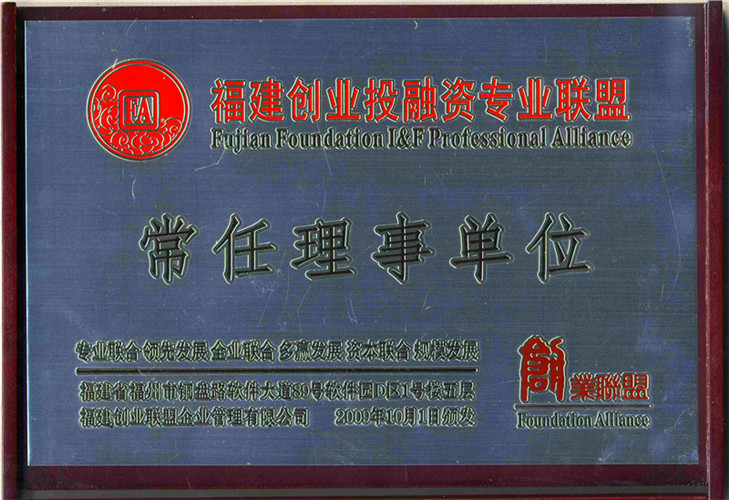 FA
福建创业投融资专业联盟
Fujian Foundation I&F Professional Alliance
常任理事单位
专业联合 领先发展 企业联合 多赢发展 资本联合 规模发展
福建省福州市铜盘路软件大道89号软件园D区1号楼五层
福建创业联盟企业管理有限公司 2009年10月1日颁发
創業聯盟
Foundation Alliance